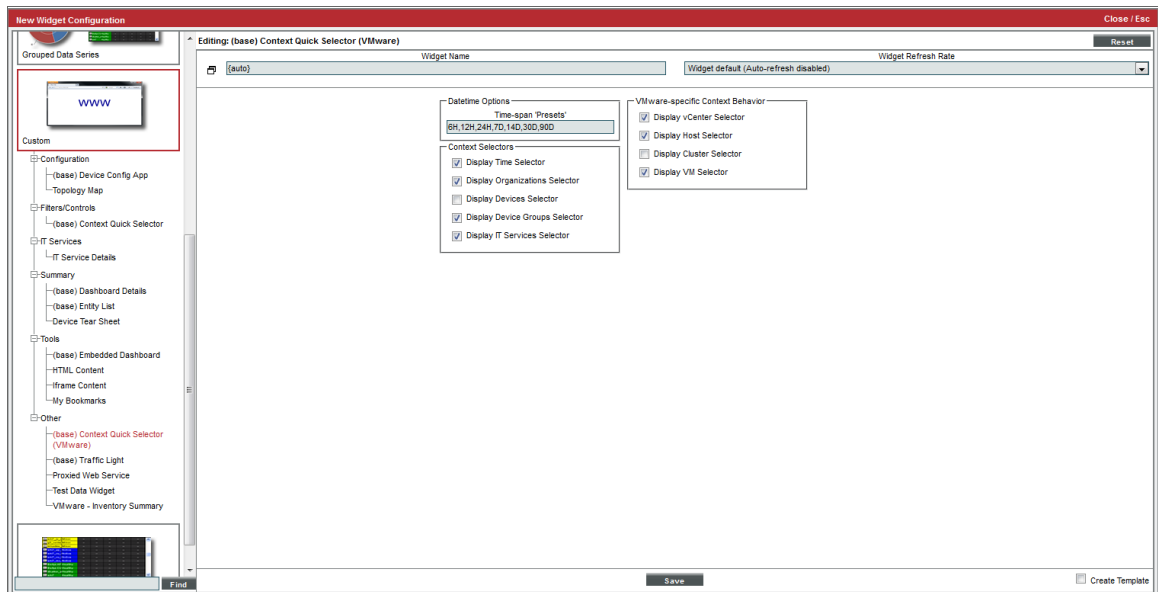 New Widget Configuration
Close / Esc
Grouped Data Series
Editing: (base) Context Quick Selector (VMware)
Reset
Widget Name
Widget Refresh Rate
{auto}
Widget default (Auto-refresh disabled)
www
Custom
Configuration
(base) Device Config App
Topology Map
Filters/Controls
(base) Context Quick Selector
IT Services
IT Service Details
Summary
(base) Dashboard Details
(base) Entity List
Device Tear Sheet
Tools
(base) Embedded Dashboard
HTML Content
Iframe Content
My Bookmarks
Other
(base) Context Quick Selector
(VMware)
(base) Traffic Light
Proxied Web Service
Test Data Widget
VMware - Inventory Summary
Find
Datetime Options
Time-span 'Presets'
6H,12H,24H,7D,14D,30D,90D
Context Selectors
Display Time Selector
Display Organizations Selector
Display Devices Selector
Display Device Groups Selector
Display IT Services Selector
VMware-specific Context Behavior
Display vCenter Selector
Display Host Selector
Display Cluster Selector
Display VM Selector
Save
Create Template